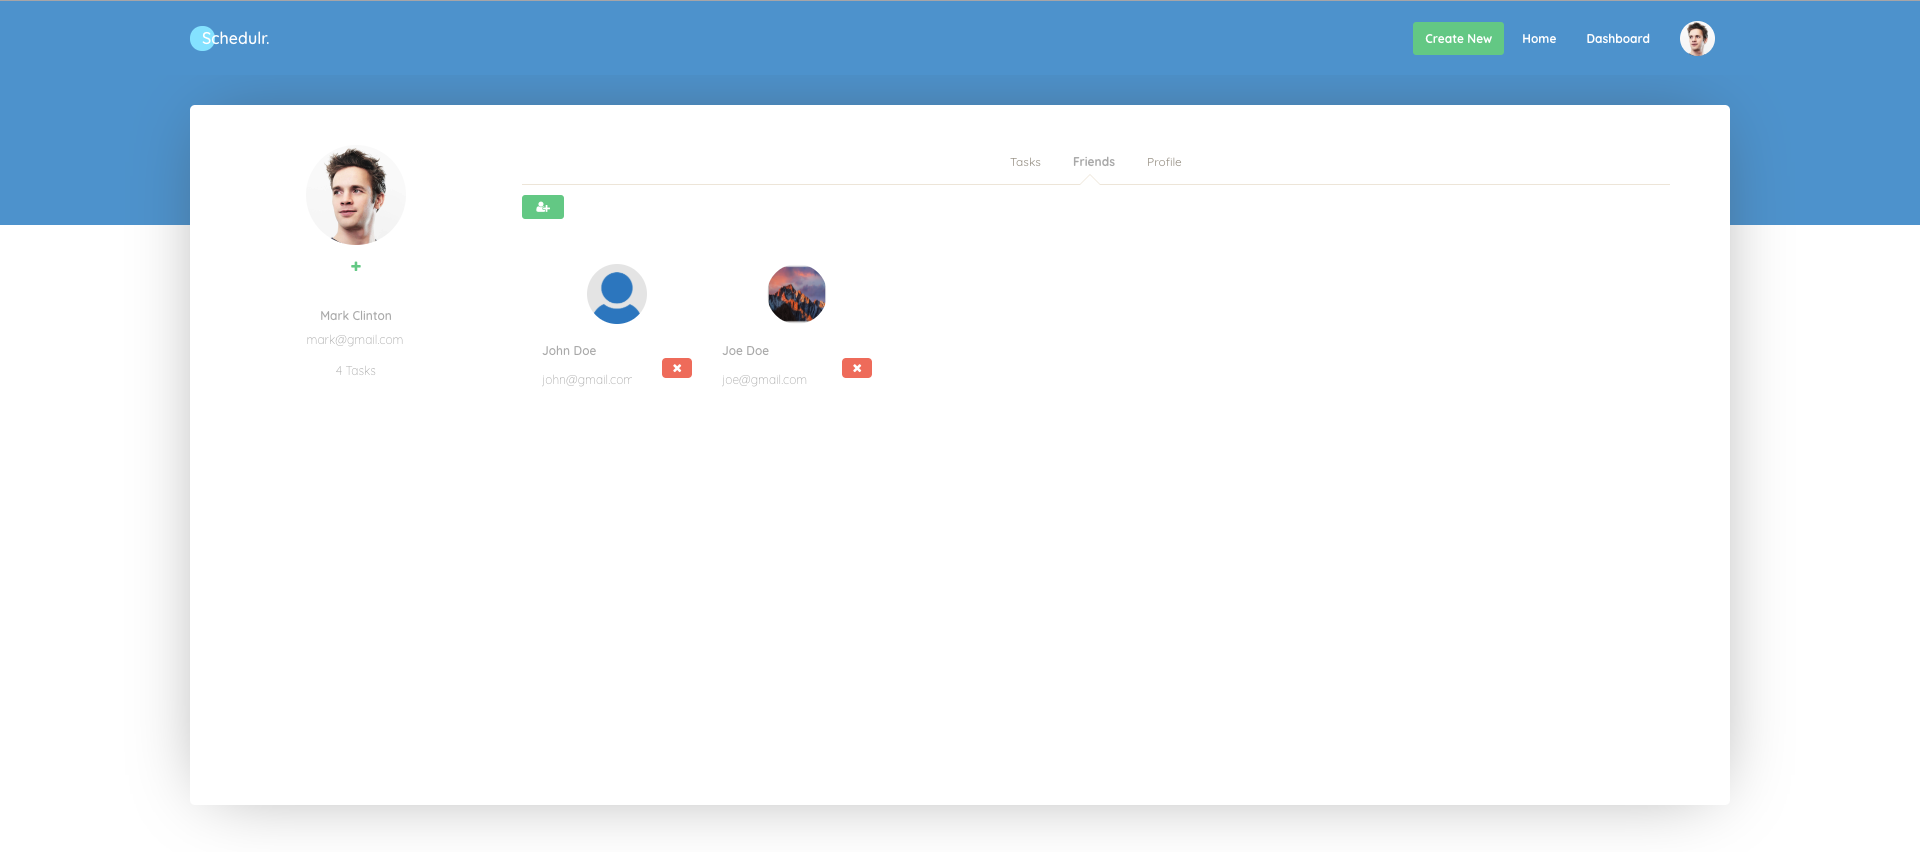 Schedulr.
Create New
Home
Dashboard
Tasks
Friends
Profile
Mark Clinton
mark@gmail.com
4 Tasks
John Doe
john@gmail.com
Joe Doe
joe@gmail.com